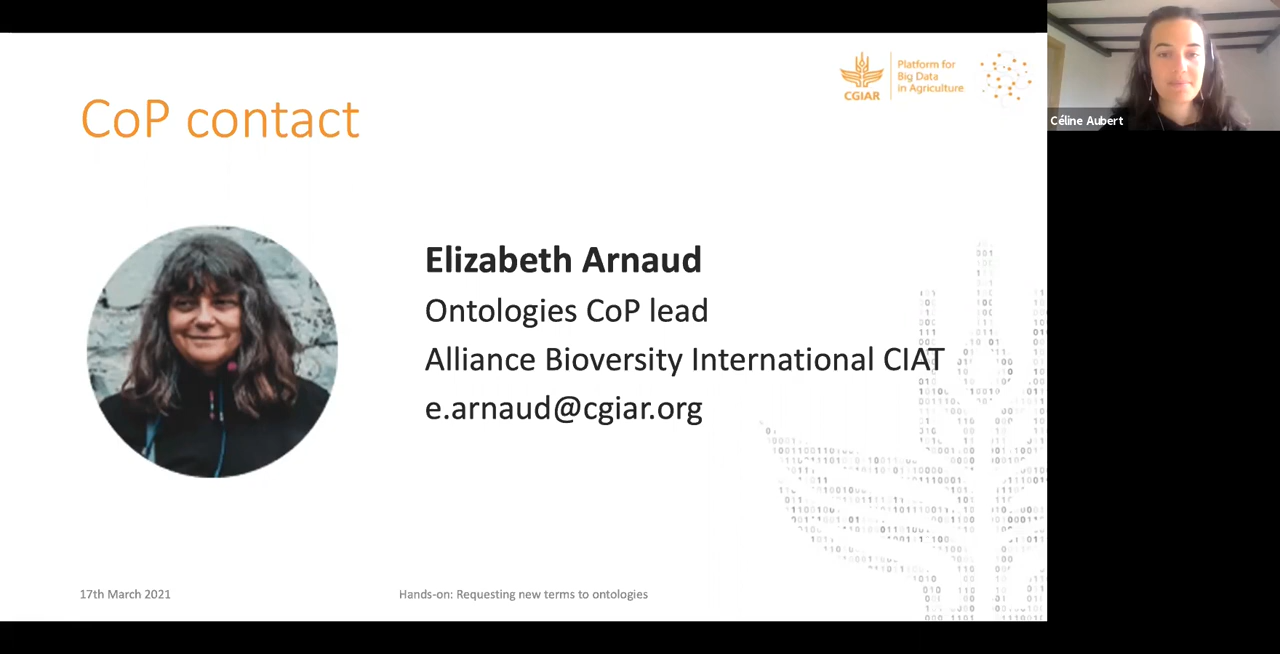 CoP contact
CGIAR
Platform for
Big Data
in Agriculture
Céline Aubert
Elizabeth Arnaud
Ontologies CoP lead
Alliance Bioversity International CIAT
e.arnaud@cgiar.org
17th March 2021
Hands-on: Requesting new terms to ontologies